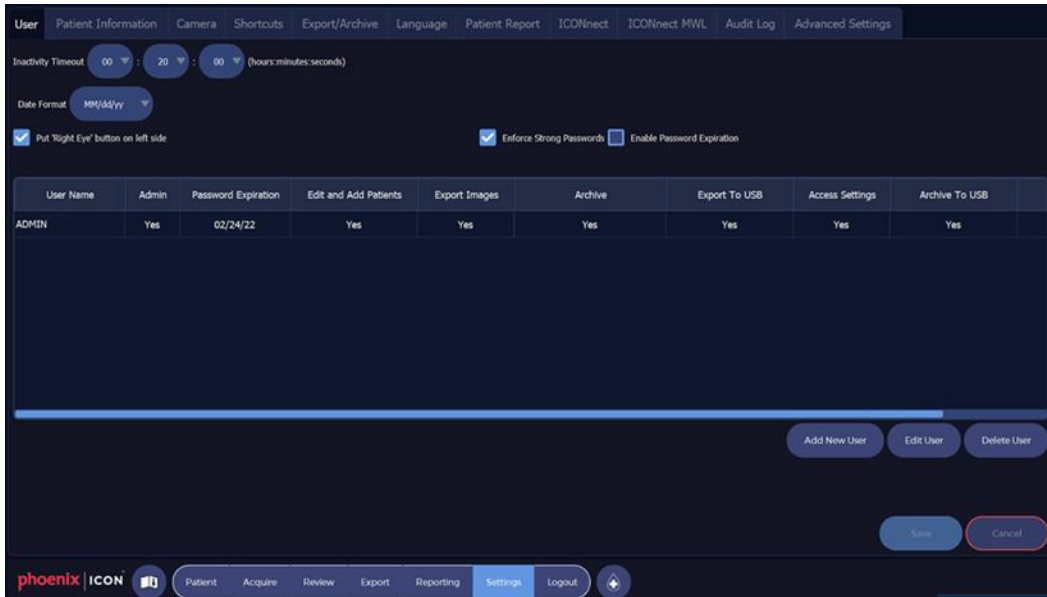 User Patient Information Camera Shortcuts Export/Archive Language Patient Report ICONnect ICONnect MWL Audit Log Advanced Settings
Inactivity Timeout 00 : 20 : 00 (hours:minutes:seconds)
Date Format MM/dd/yy
Put 'Right Eye' button on left side Enforce Strong Passwords Enable Password Expiration
User Name Admin Password Expiration Edit and Add Patients Export Images Archive Export To USB Access Settings Archive To USB
ADMIN Yes 02/24/22 Yes Yes Yes Yes Yes Yes
Add New User Edit User Delete User
Save Cancel
phoenix | ICON Patient Acquire Review Export Reporting Settings Logout